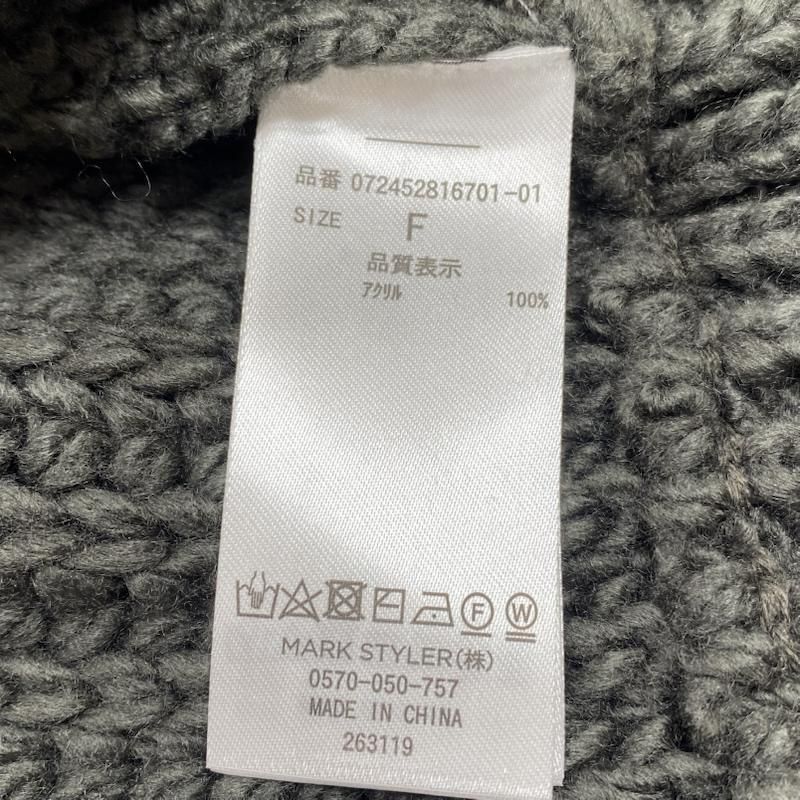 品番 072452816701-01
SIZE F
品質表示
アクリル 100%
F W
MARK STYLER(株)
0570-050-757
MADE IN CHINA
263119